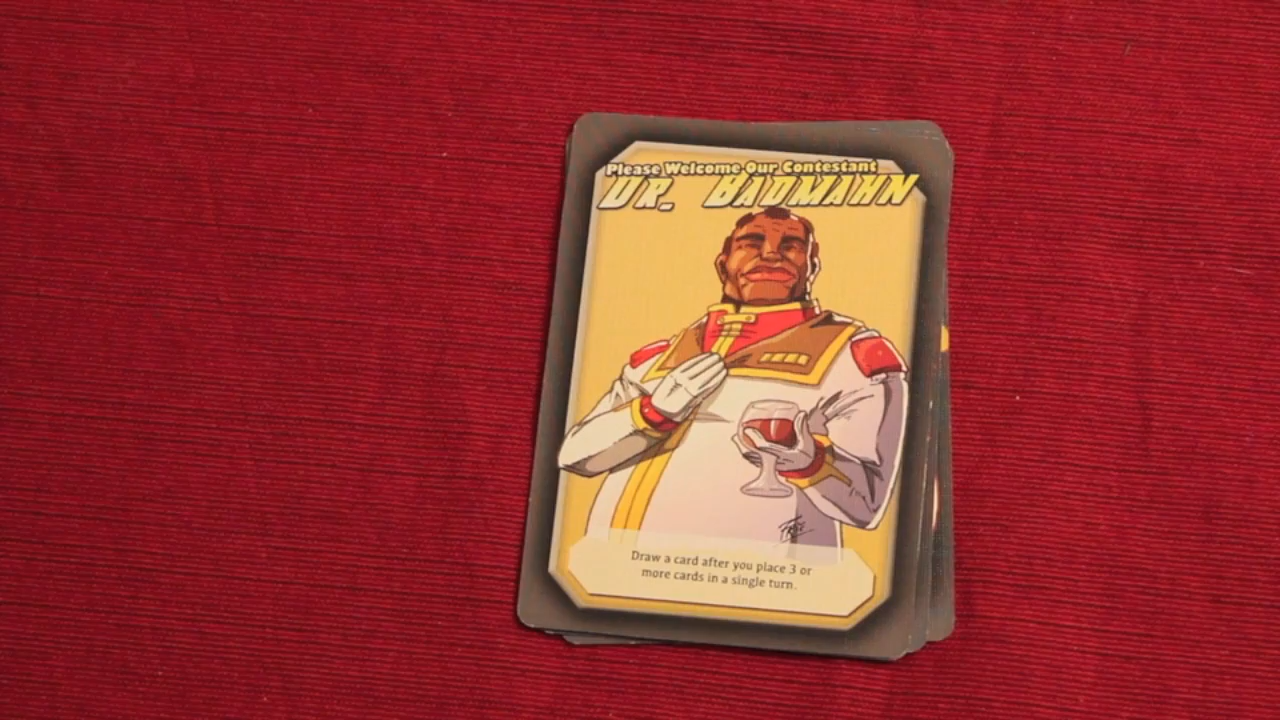 Please Welcome Our Contestant
DR. BADMAHN
Draw a card after you place 3 or
more cards in a single turn.